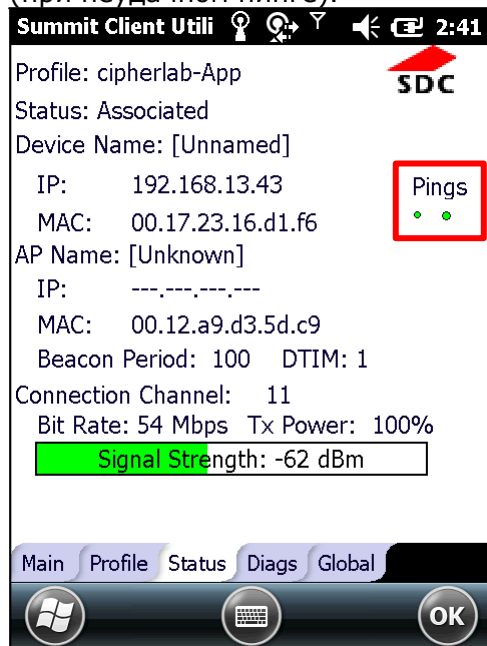 (при неудачном пинге).
Summit Client Utili 2:41
SDC
Profile: cipherlab-App
Status: Associated
Device Name: [Unnamed]
IP: 192.168.13.43
Pings
MAC: 00.17.23.16.d1.f6
AP Name: [Unknown]
IP: ---.---.---.---
MAC: 00.12.a9.d3.5d.c9
Beacon Period: 100 DTIM: 1
Connection Channel: 11
Bit Rate: 54 Mbps Tx Power: 100%
Signal Strength: -62 dBm
Main Profile Status Diags Global
OK